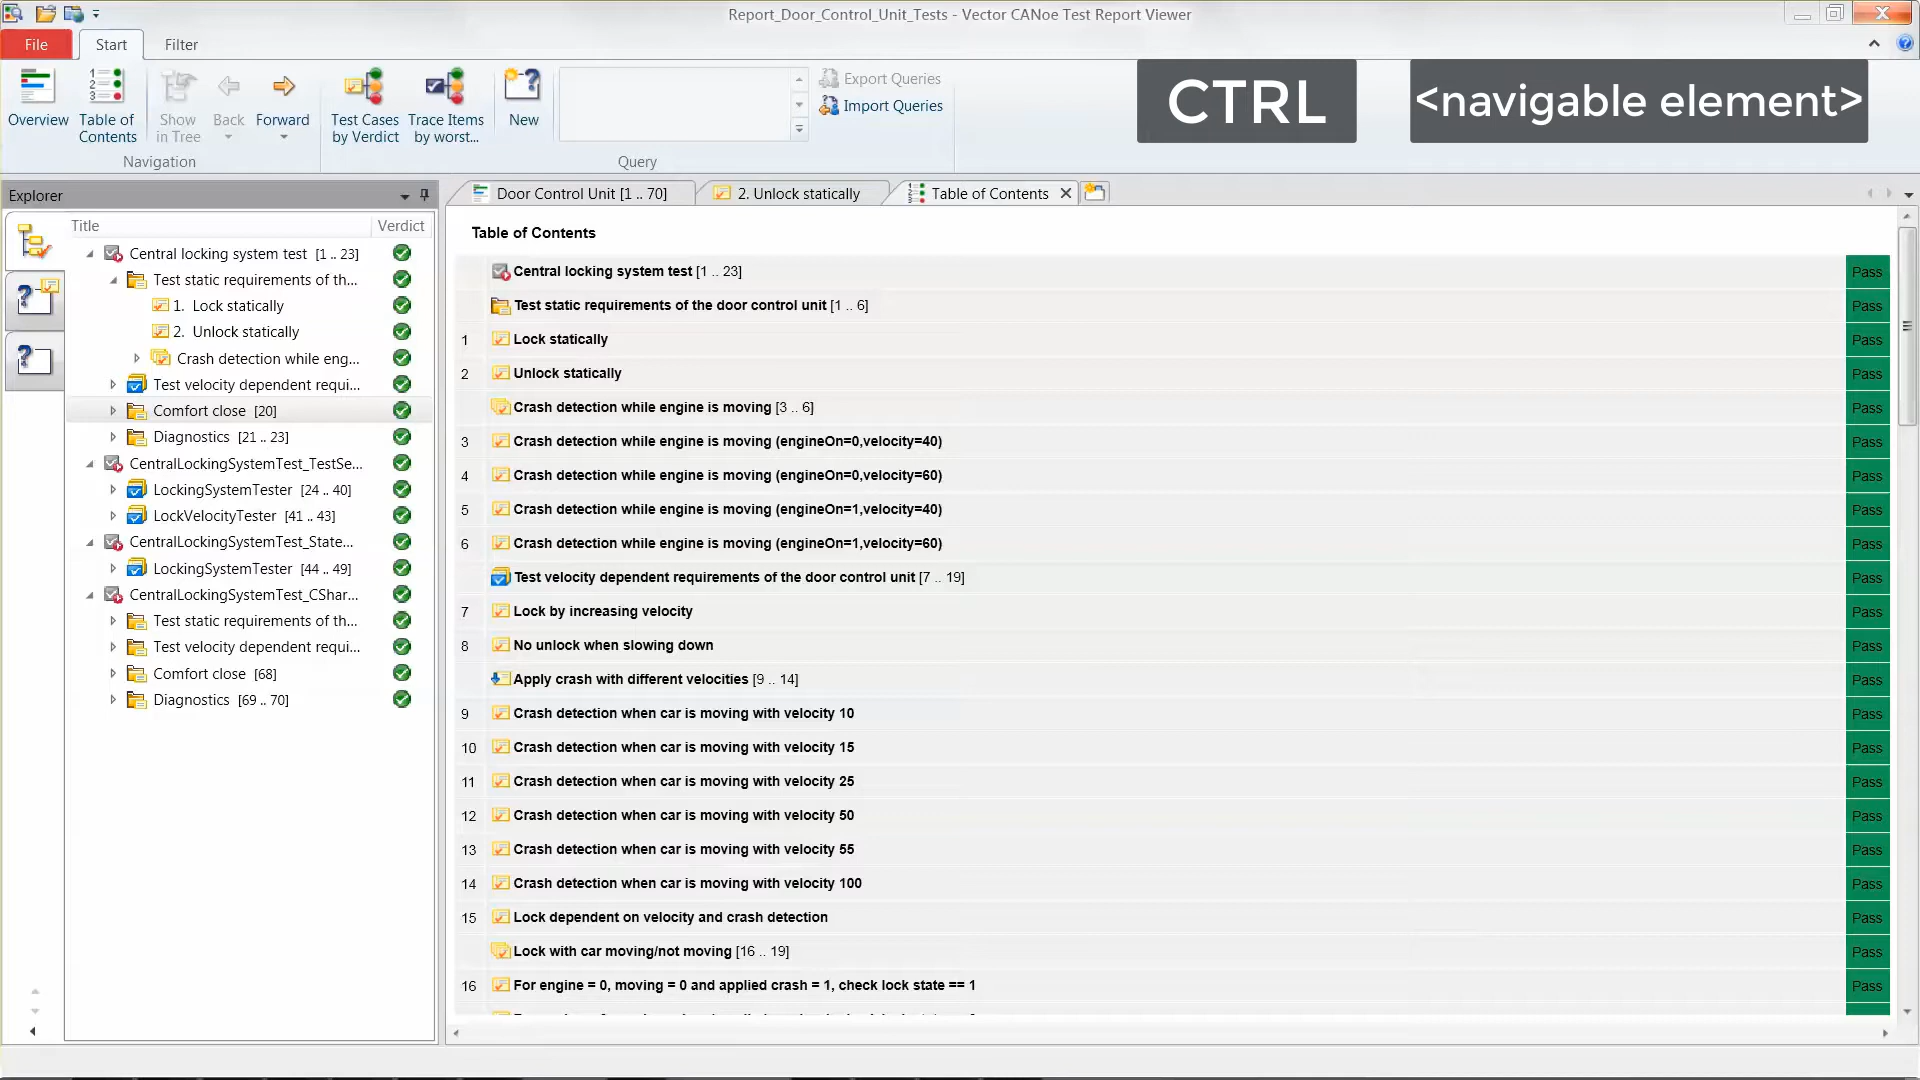 Report_Door_Control_Unit_Tests - Vector CANoe Test Report Viewer
File
Start
Filter
Overview
Table of Contents
Show in Tree
Back
Forward
Navigation
Test Cases by Verdict
Trace Items by worst...
New
Export Queries
Import Queries
Query
CTRL
<navigable element>
Explorer
Title Verdict
Central locking system test [1 .. 23]
Test static requirements of th...
1. Lock statically
2. Unlock statically
Crash detection while eng...
Test velocity dependent requi...
Comfort close [20]
Diagnostics [21 .. 23]
CentralLockingSystemTest_TestSe...
LockingSystemTester [24 .. 40]
LockVelocityTester [41 .. 43]
CentralLockingSystemTest_State...
LockingSystemTester [44 .. 49]
CentralLockingSystemTest_CShar...
Test static requirements of th...
Test velocity dependent requi...
Comfort close [68]
Diagnostics [69 .. 70]
Door Control Unit [1 .. 70]
2. Unlock statically
Table of Contents
Table of Contents
Central locking system test [1 .. 23] Pass
Test static requirements of the door control unit [1 .. 6] Pass
1 Lock statically Pass
2 Unlock statically Pass
Crash detection while engine is moving [3 .. 6] Pass
3 Crash detection while engine is moving (engineOn=0,velocity=40) Pass
4 Crash detection while engine is moving (engineOn=0,velocity=60) Pass
5 Crash detection while engine is moving (engineOn=1,velocity=40) Pass
6 Crash detection while engine is moving (engineOn=1,velocity=60) Pass
Test velocity dependent requirements of the door control unit [7 .. 19] Pass
7 Lock by increasing velocity Pass
8 No unlock when slowing down Pass
Apply crash with different velocities [9 .. 14] Pass
9 Crash detection when car is moving with velocity 10 Pass
10 Crash detection when car is moving with velocity 15 Pass
11 Crash detection when car is moving with velocity 25 Pass
12 Crash detection when car is moving with velocity 50 Pass
13 Crash detection when car is moving with velocity 55 Pass
14 Crash detection when car is moving with velocity 100 Pass
15 Lock dependent on velocity and crash detection Pass
Lock with car moving/not moving [16 .. 19] Pass
16 For engine = 0, moving = 0 and applied crash = 1, check lock state == 1 Pass